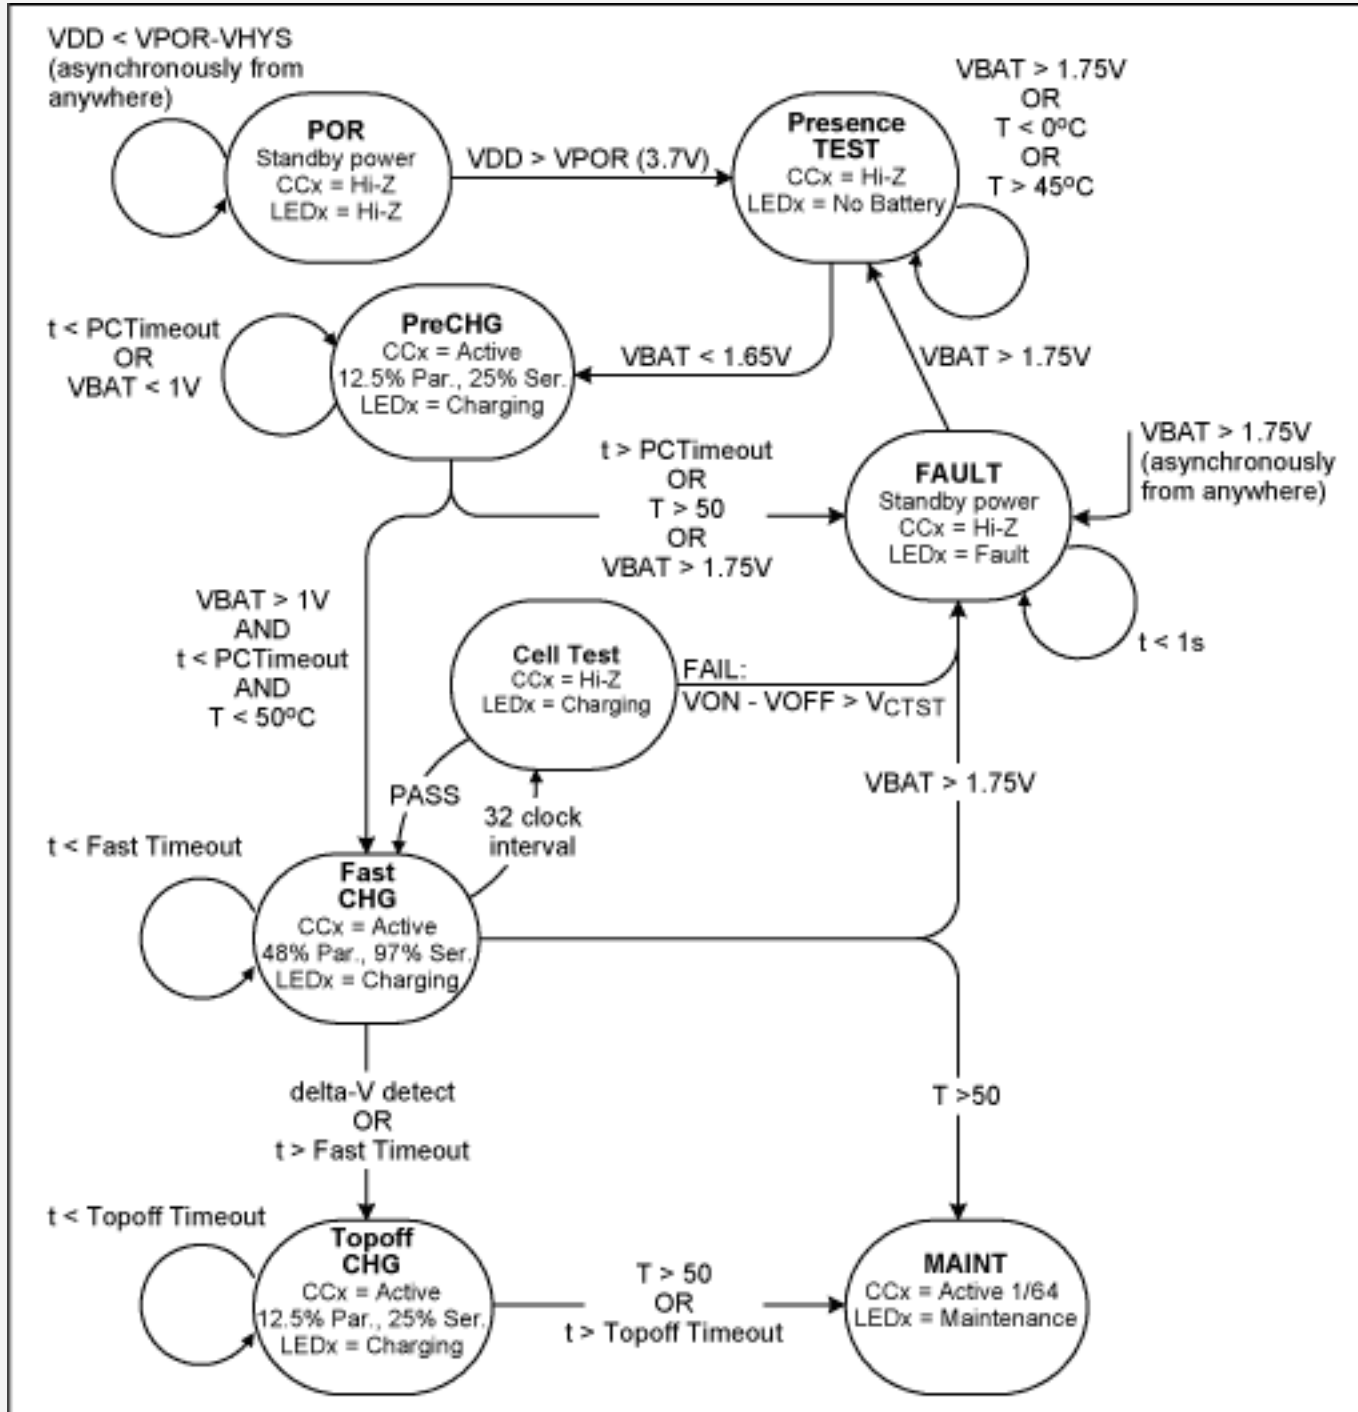 VDD < VPOR-VHYS
(asynchronously from
anywhere)
POR
Standby power
CCx = Hi-Z
LEDx = Hi-Z
VDD > VPOR (3.7V)
Presence
TEST
CCx = Hi-Z
LEDx = No Battery
VBAT > 1.75V
OR
T < 0ºC
OR
T > 45ºC
t < PCTimeout
OR
VBAT < 1V
PreCHG
CCx = Active
12.5% Par., 25% Ser.
LEDx = Charging
VBAT < 1.65V
VBAT > 1.75V
t > PCTimeout
OR
T > 50
OR
VBAT > 1.75V
FAULT
Standby power
CCx = Hi-Z
LEDx = Fault
VBAT > 1.75V
(asynchronously
from anywhere)
t < 1s
VBAT > 1V
AND
t < PCTimeout
AND
T < 50ºC
Cell Test
CCx = Hi-Z
LEDx = Charging
FAIL:
VON - VOFF > VCTST
PASS
32 clock
interval
VBAT > 1.75V
t < Fast Timeout
Fast
CHG
CCx = Active
48% Par., 97% Ser.
LEDx = Charging
delta-V detect
OR
t > Fast Timeout
T >50
t < Topoff Timeout
Topoff
CHG
CCx = Active
12.5% Par., 25% Ser.
LEDx = Charging
T > 50
OR
t > Topoff Timeout
MAINT
CCx = Active 1/64
LEDx = Maintenance